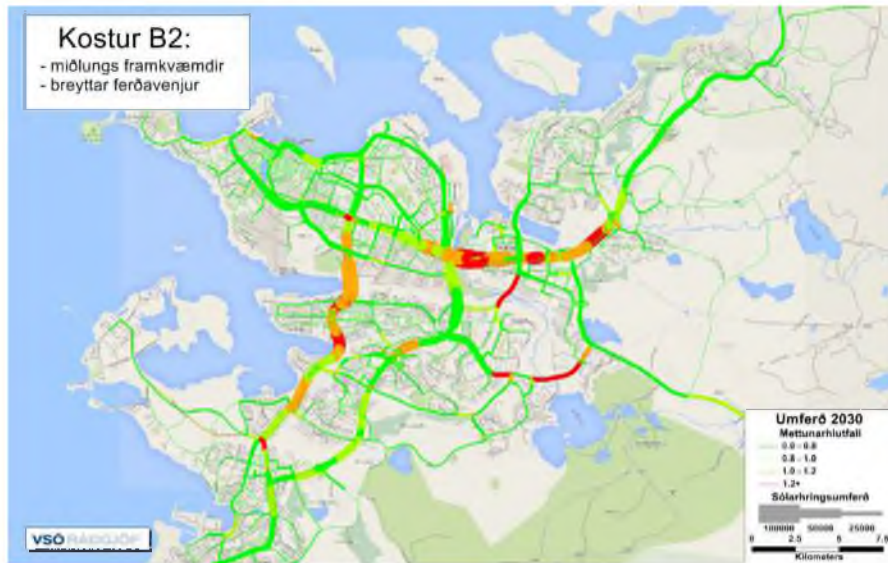 Kostur B2:
- miðlungs framkvæmdir
- breyttar ferðavenjur
Umferð 2030
Mettunarhlutfall
0.0 - 0.8
0.8 - 1.0
1.0 - 1.2
1.2+
Sólarhringsumferð
100000 50000 25000
0 2.5 5 7.5
Kilometers
VSÓ RÁÐGJÖF